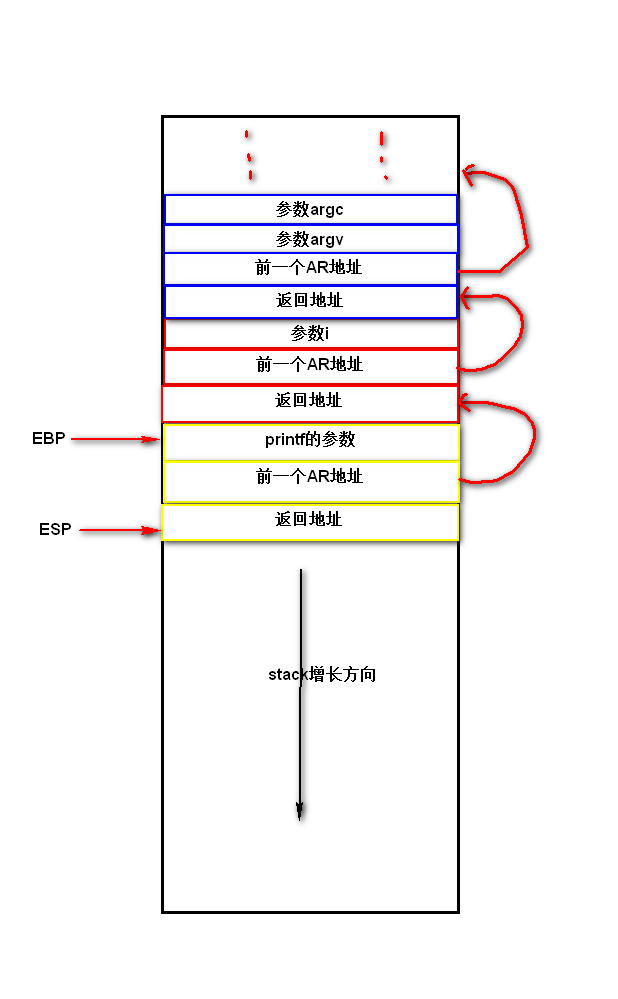 参数argc
参数argv
前一个AR地址
返回地址
参数i
前一个AR地址
返回地址
EBP
printf的参数
前一个AR地址
ESP
返回地址
stack增长方向